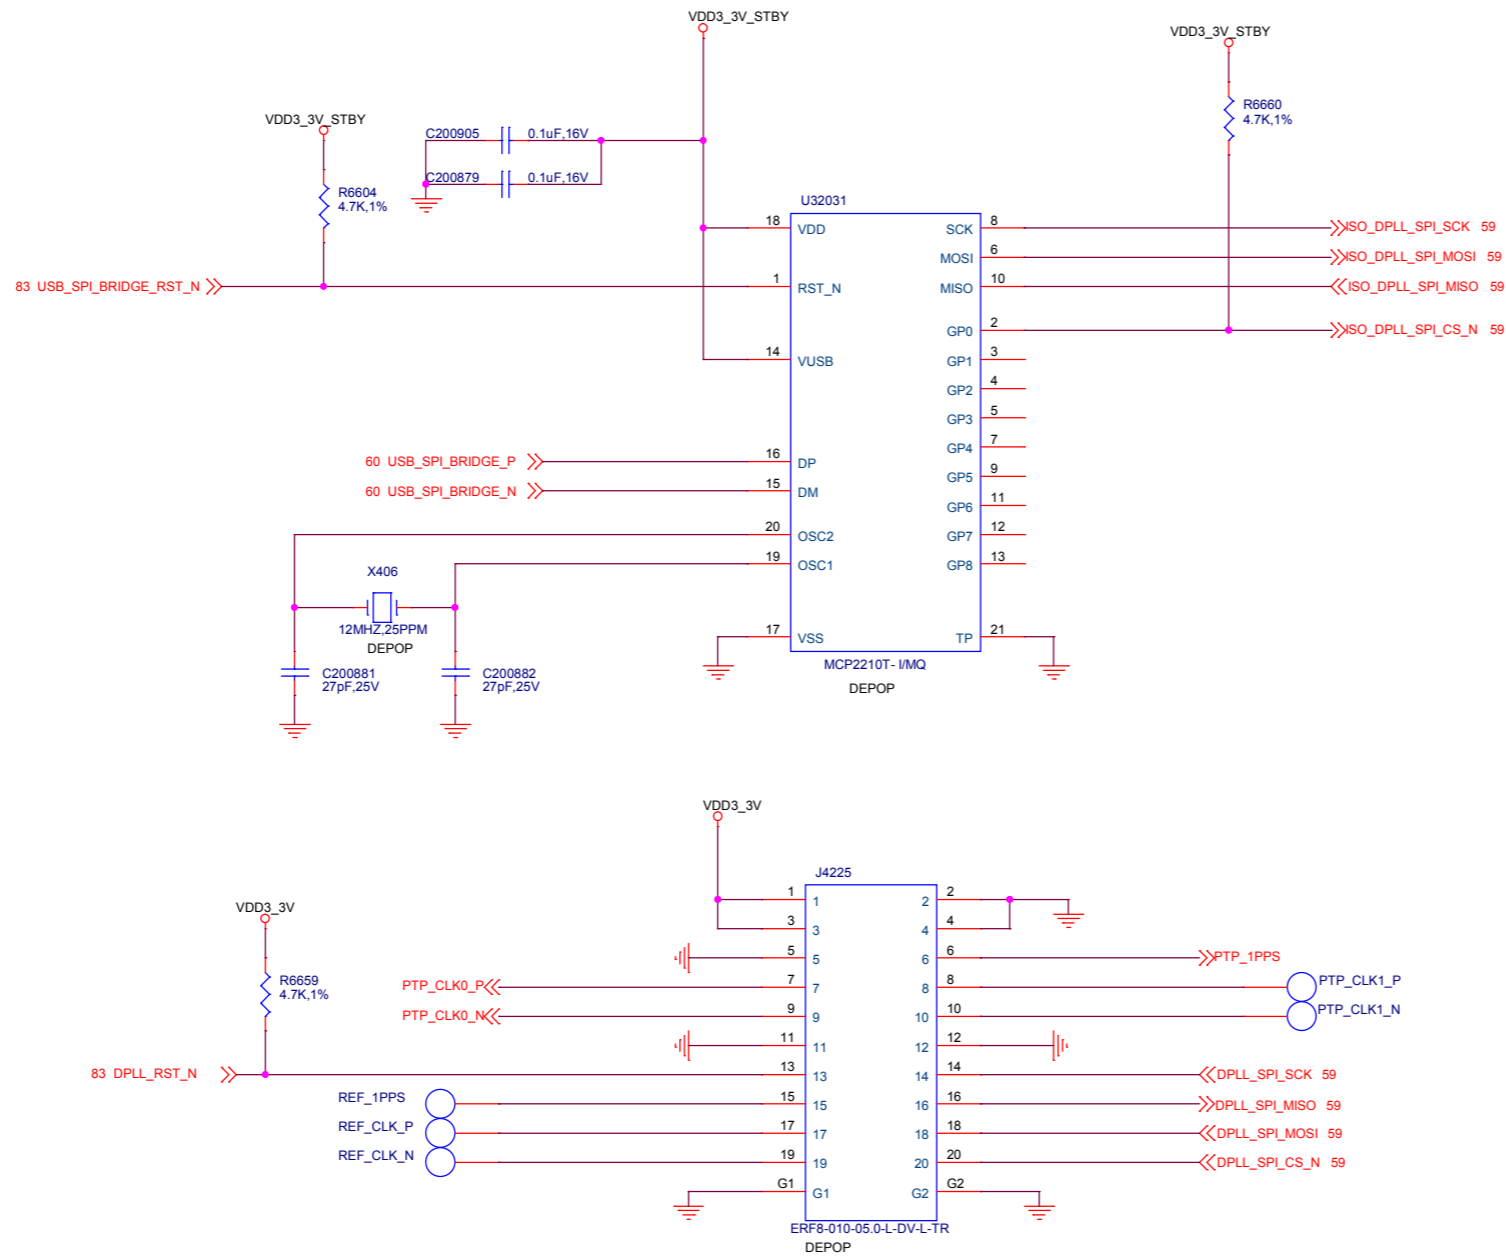 VDD3_3V_STBY
VDD3_3V_STBY
R6660
4.7K,1%
VDD3_3V_STBY
C200905 0.1uF,16V
C200879 0.1uF,16V
R6604
4.7K,1%
U32031
18 VDD SCK 8 ISO_DPLL_SPI_SCK 59
MOSI 6 ISO_DPLL_SPI_MOSI 59
83 USB_SPI_BRIDGE_RST_N 1 RST_N MISO 10 ISO_DPLL_SPI_MISO 59
GP0 2 ISO_DPLL_SPI_CS_N 59
14 VUSB GP1 3
GP2 4
GP3 5
GP4 7
60 USB_SPI_BRIDGE_P 16 DP
GP5 9
60 USB_SPI_BRIDGE_N 15 DM
GP6 11
20 OSC2 GP7 12
19 OSC1 GP8 13
X406
12MHZ,25PPM
DEPOP
17 VSS TP 21
MCP2210T- I/MQ
DEPOP
C200881
27pF,25V
C200882
27pF,25V
VDD3_3V
J4225
1 1 2 2
VDD3_3V
3 3 4 4
5 5 6 6 PTP_1PPS
R6659
4.7K,1%
PTP_CLK0_P 7 7 8 8 PTP_CLK1_P
PTP_CLK0_N 9 9 10 10 PTP_CLK1_N
11 11 12 12
83 DPLL_RST_N 13 13 14 14 DPLL_SPI_SCK 59
REF_1PPS 15 15 16 16 DPLL_SPI_MISO 59
REF_CLK_P 17 17 18 18 DPLL_SPI_MOSI 59
REF_CLK_N 19 19 20 20 DPLL_SPI_CS_N 59
G1 G1 G2 G2
ERF8-010-05.0-L-DV-L-TR
DEPOP